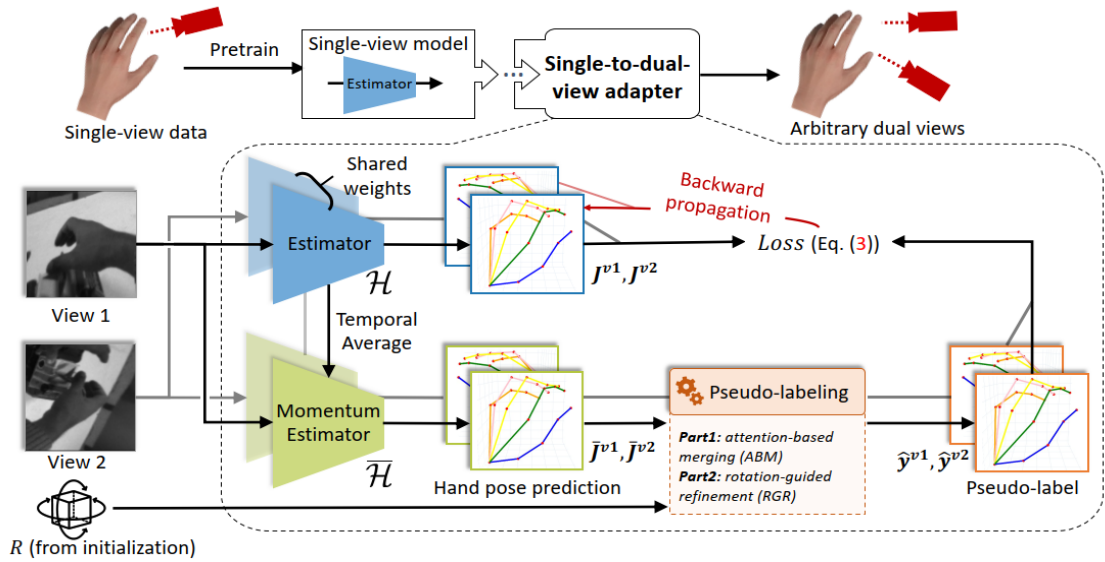 Single-view data
Pretrain
Single-view model
Estimator
Single-to-dual-
view adapter
Arbitrary dual views
Shared
weights
Backward
propagation
View 1
Estimator
ℋ
J^{v1}, J^{v2}
Loss (Eq. (3))
Temporal
Average
View 2
Momentum
Estimator
ℋ̅
J̅^{v1}, J̅^{v2}
Hand pose prediction
Pseudo-labeling
Part1: attention-based
merging (ABM)
Part2: rotation-guided
refinement (RGR)
ŷ^{v1}, ŷ^{v2}
Pseudo-label
R (from initialization)